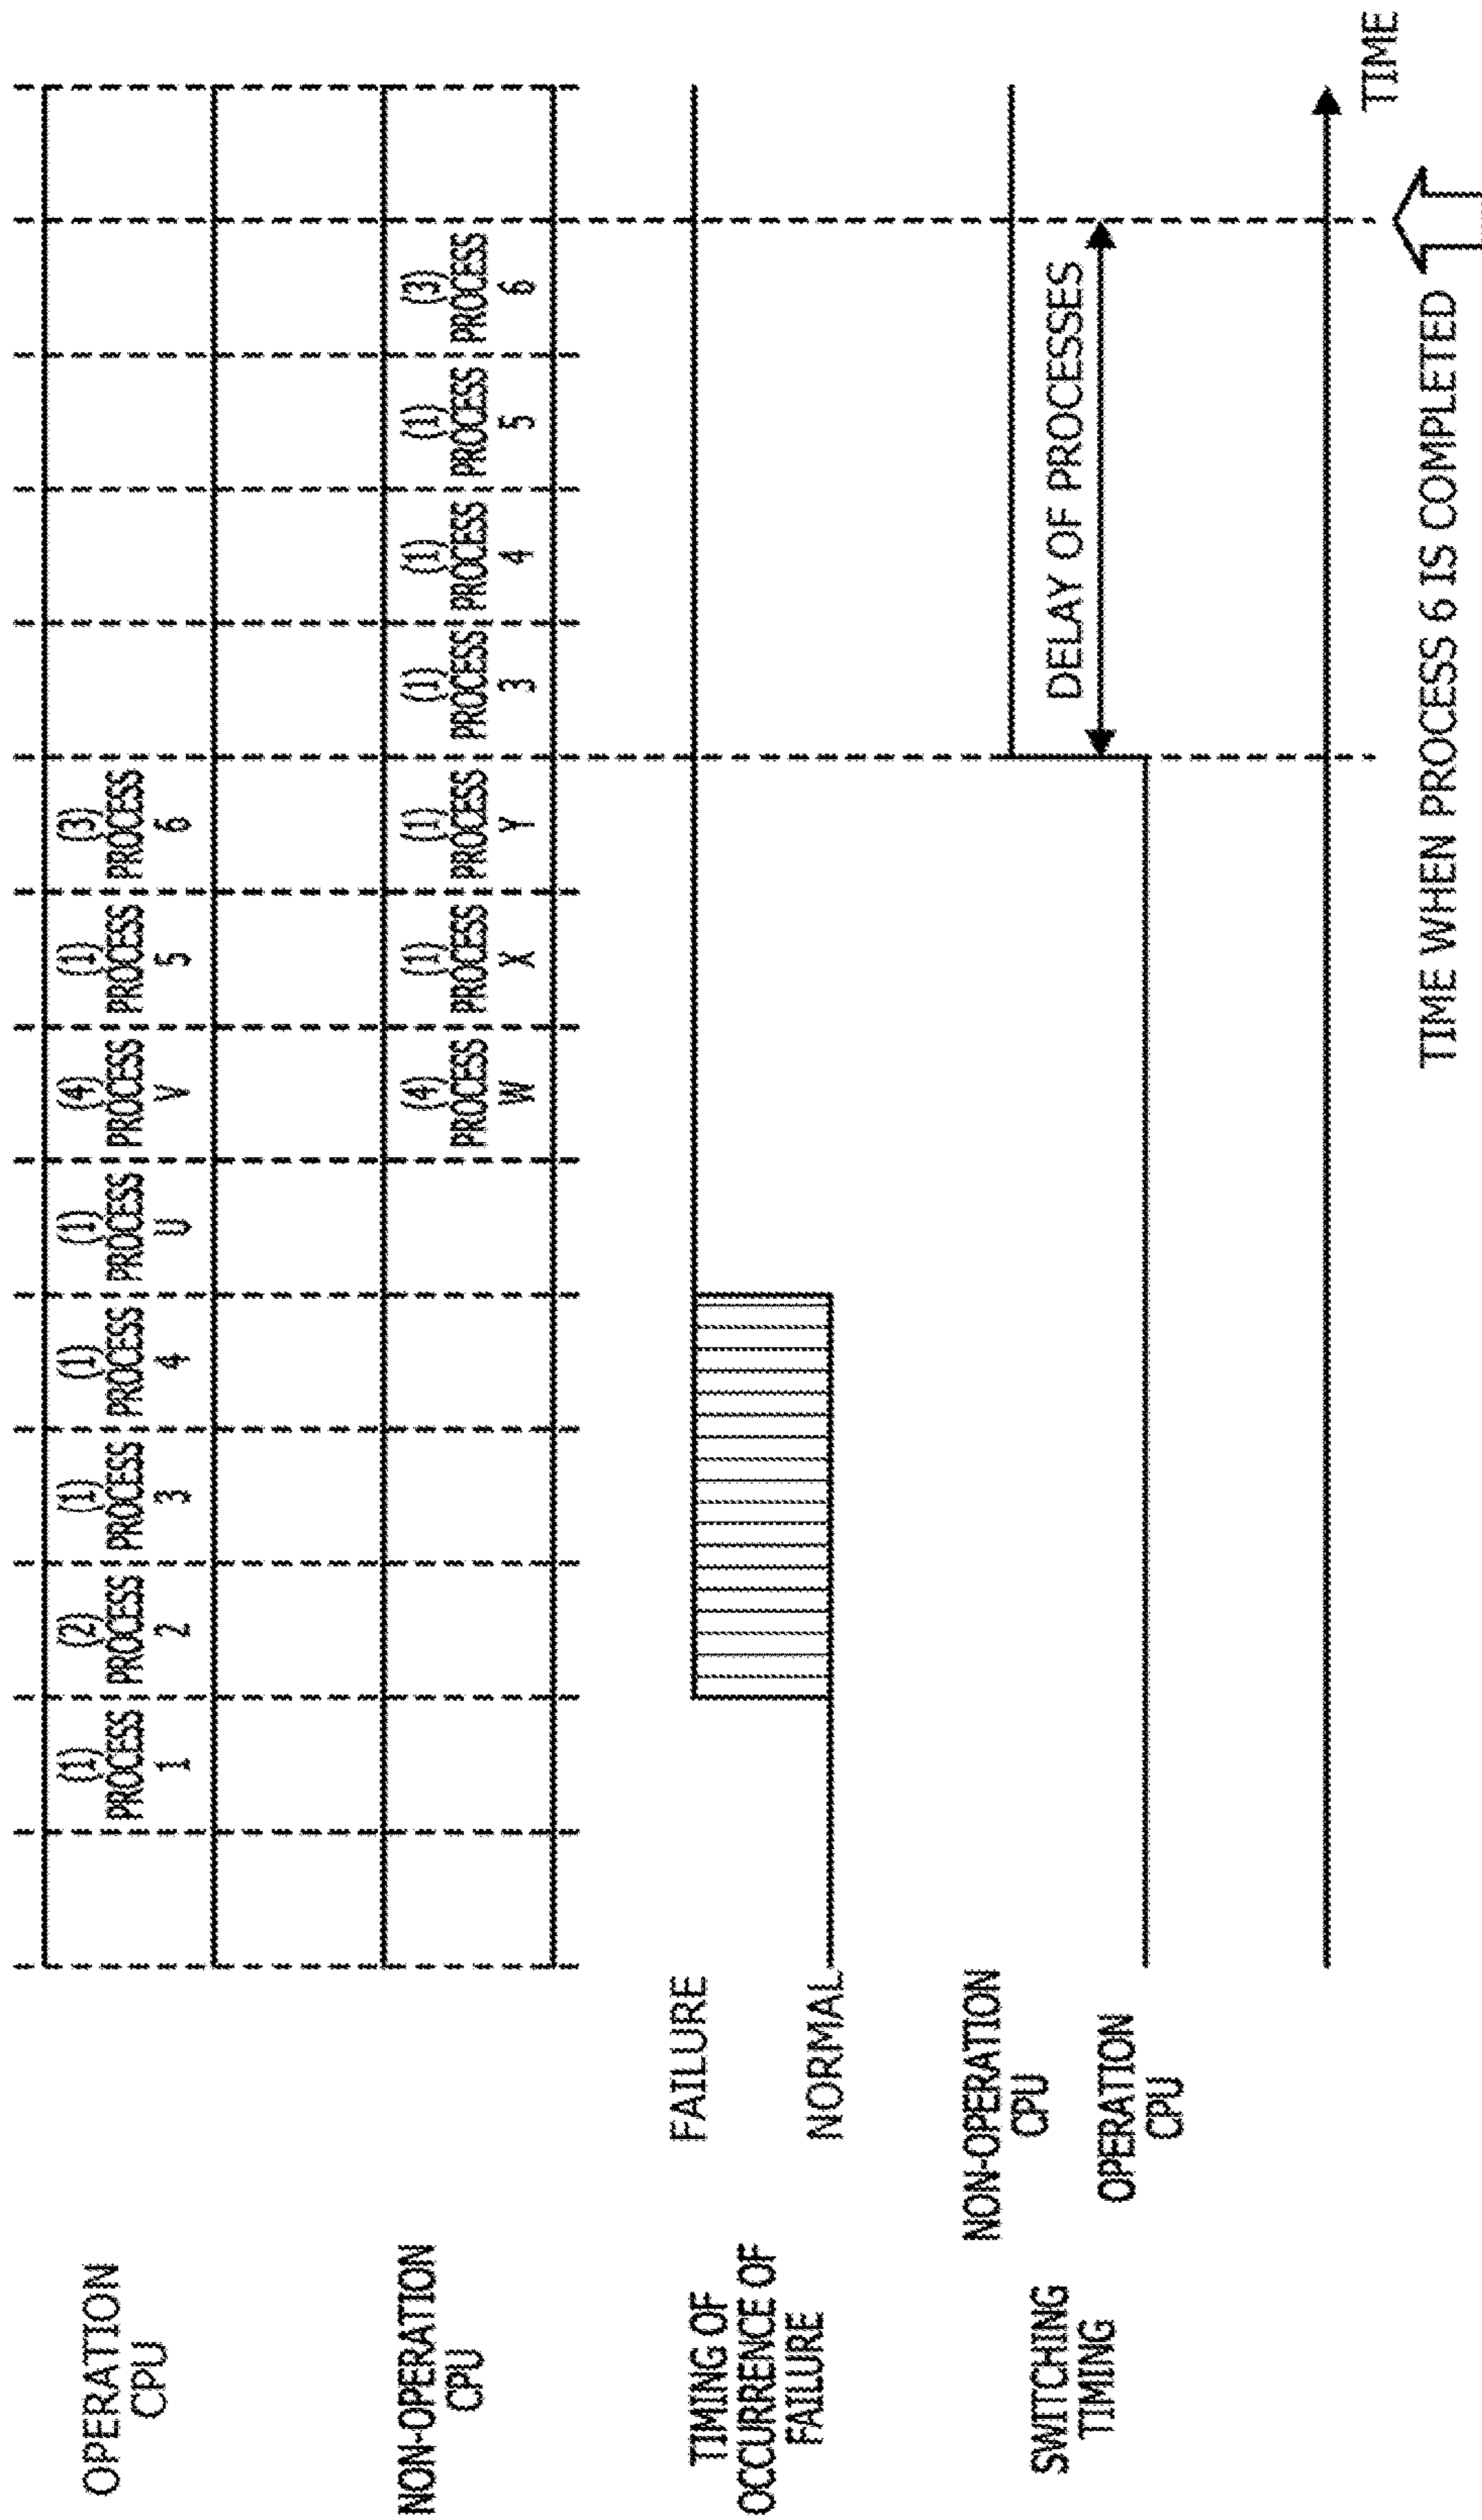 OPERATION
CPU
(1)
PROCESS
1
(2)
PROCESS
2
(1)
PROCESS
3
(1)
PROCESS
4
(1)
PROCESS
U
(4)
PROCESS
V
(1)
PROCESS
5
(3)
PROCESS
6
NON-OPERATION
CPU
(4)
PROCESS
W
(1)
PROCESS
X
(1)
PROCESS
Y
(1)
PROCESS
3
(1)
PROCESS
4
(1)
PROCESS
5
(3)
PROCESS
6
TIMING OF
OCCURRENCE OF
FAILURE
FAILURE
NORMAL
SWITCHING
TIMING
NON-OPERATION
CPU
OPERATION
CPU
DELAY OF PROCESSES
TIME
TIME WHEN PROCESS 6 IS COMPLETED